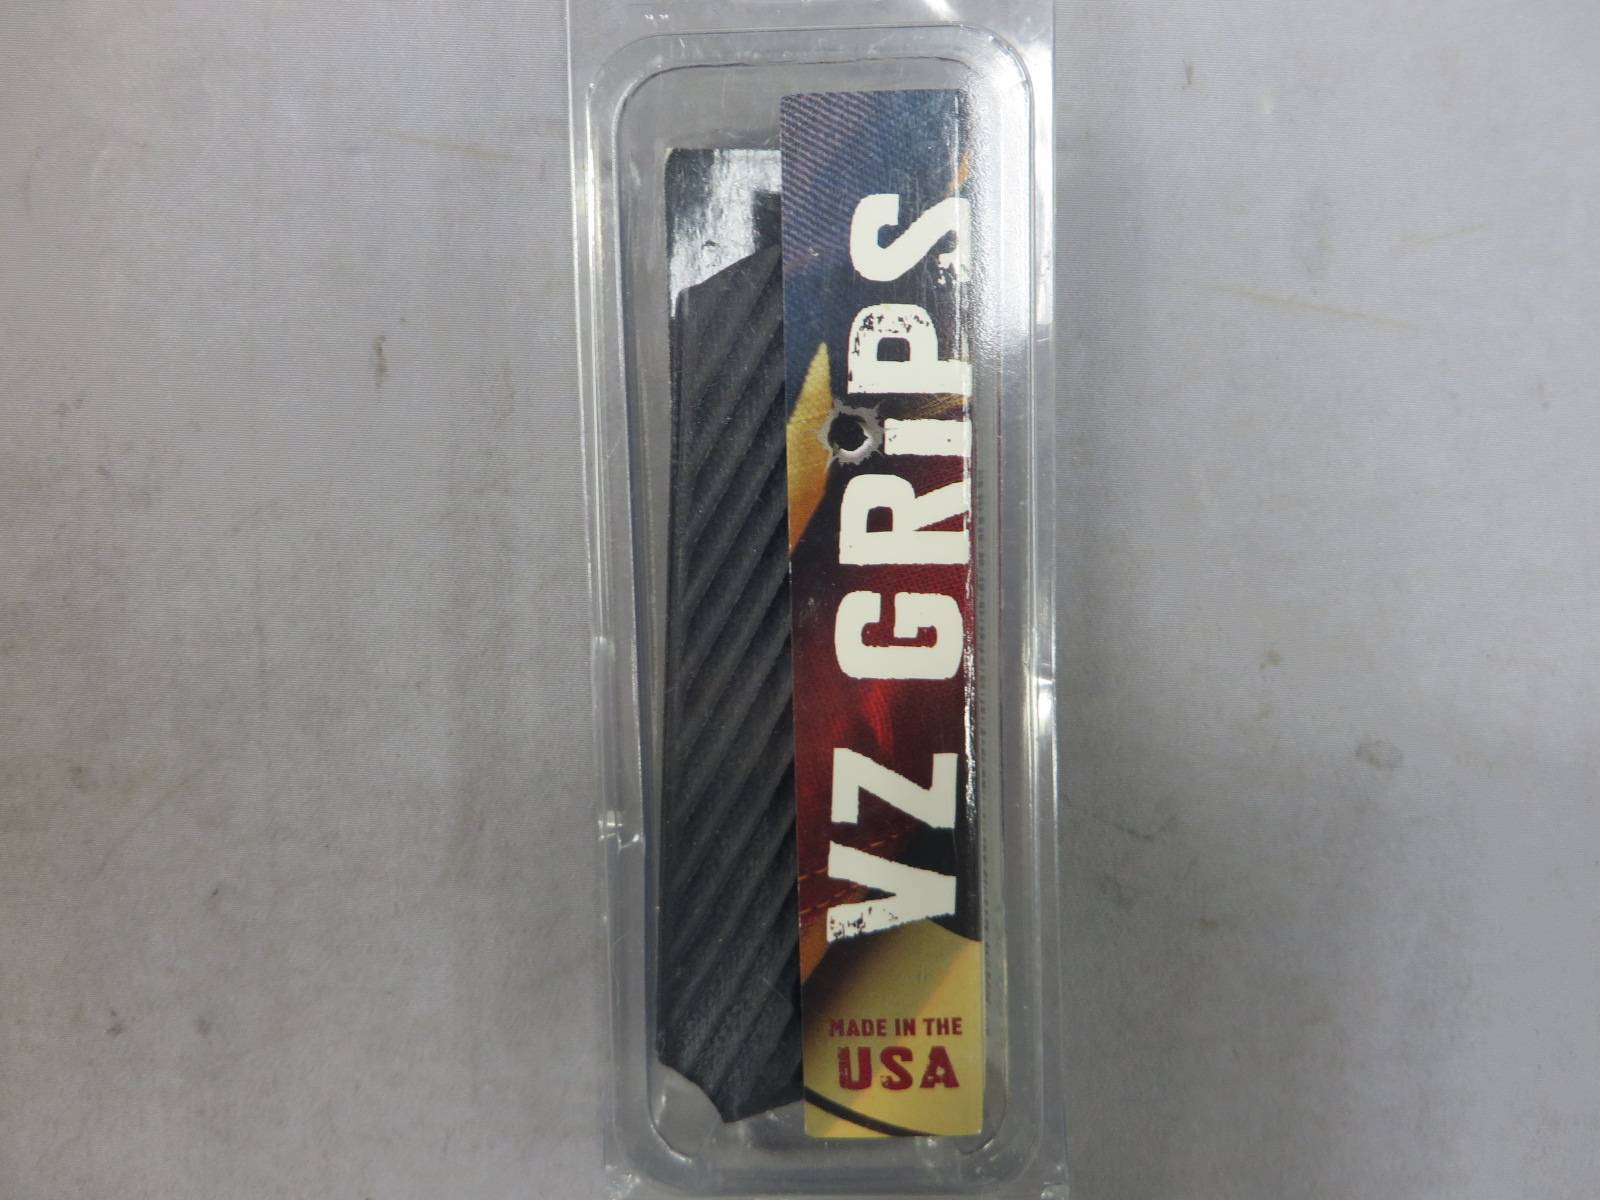 VZ GRIPS
MADE IN THE
USA